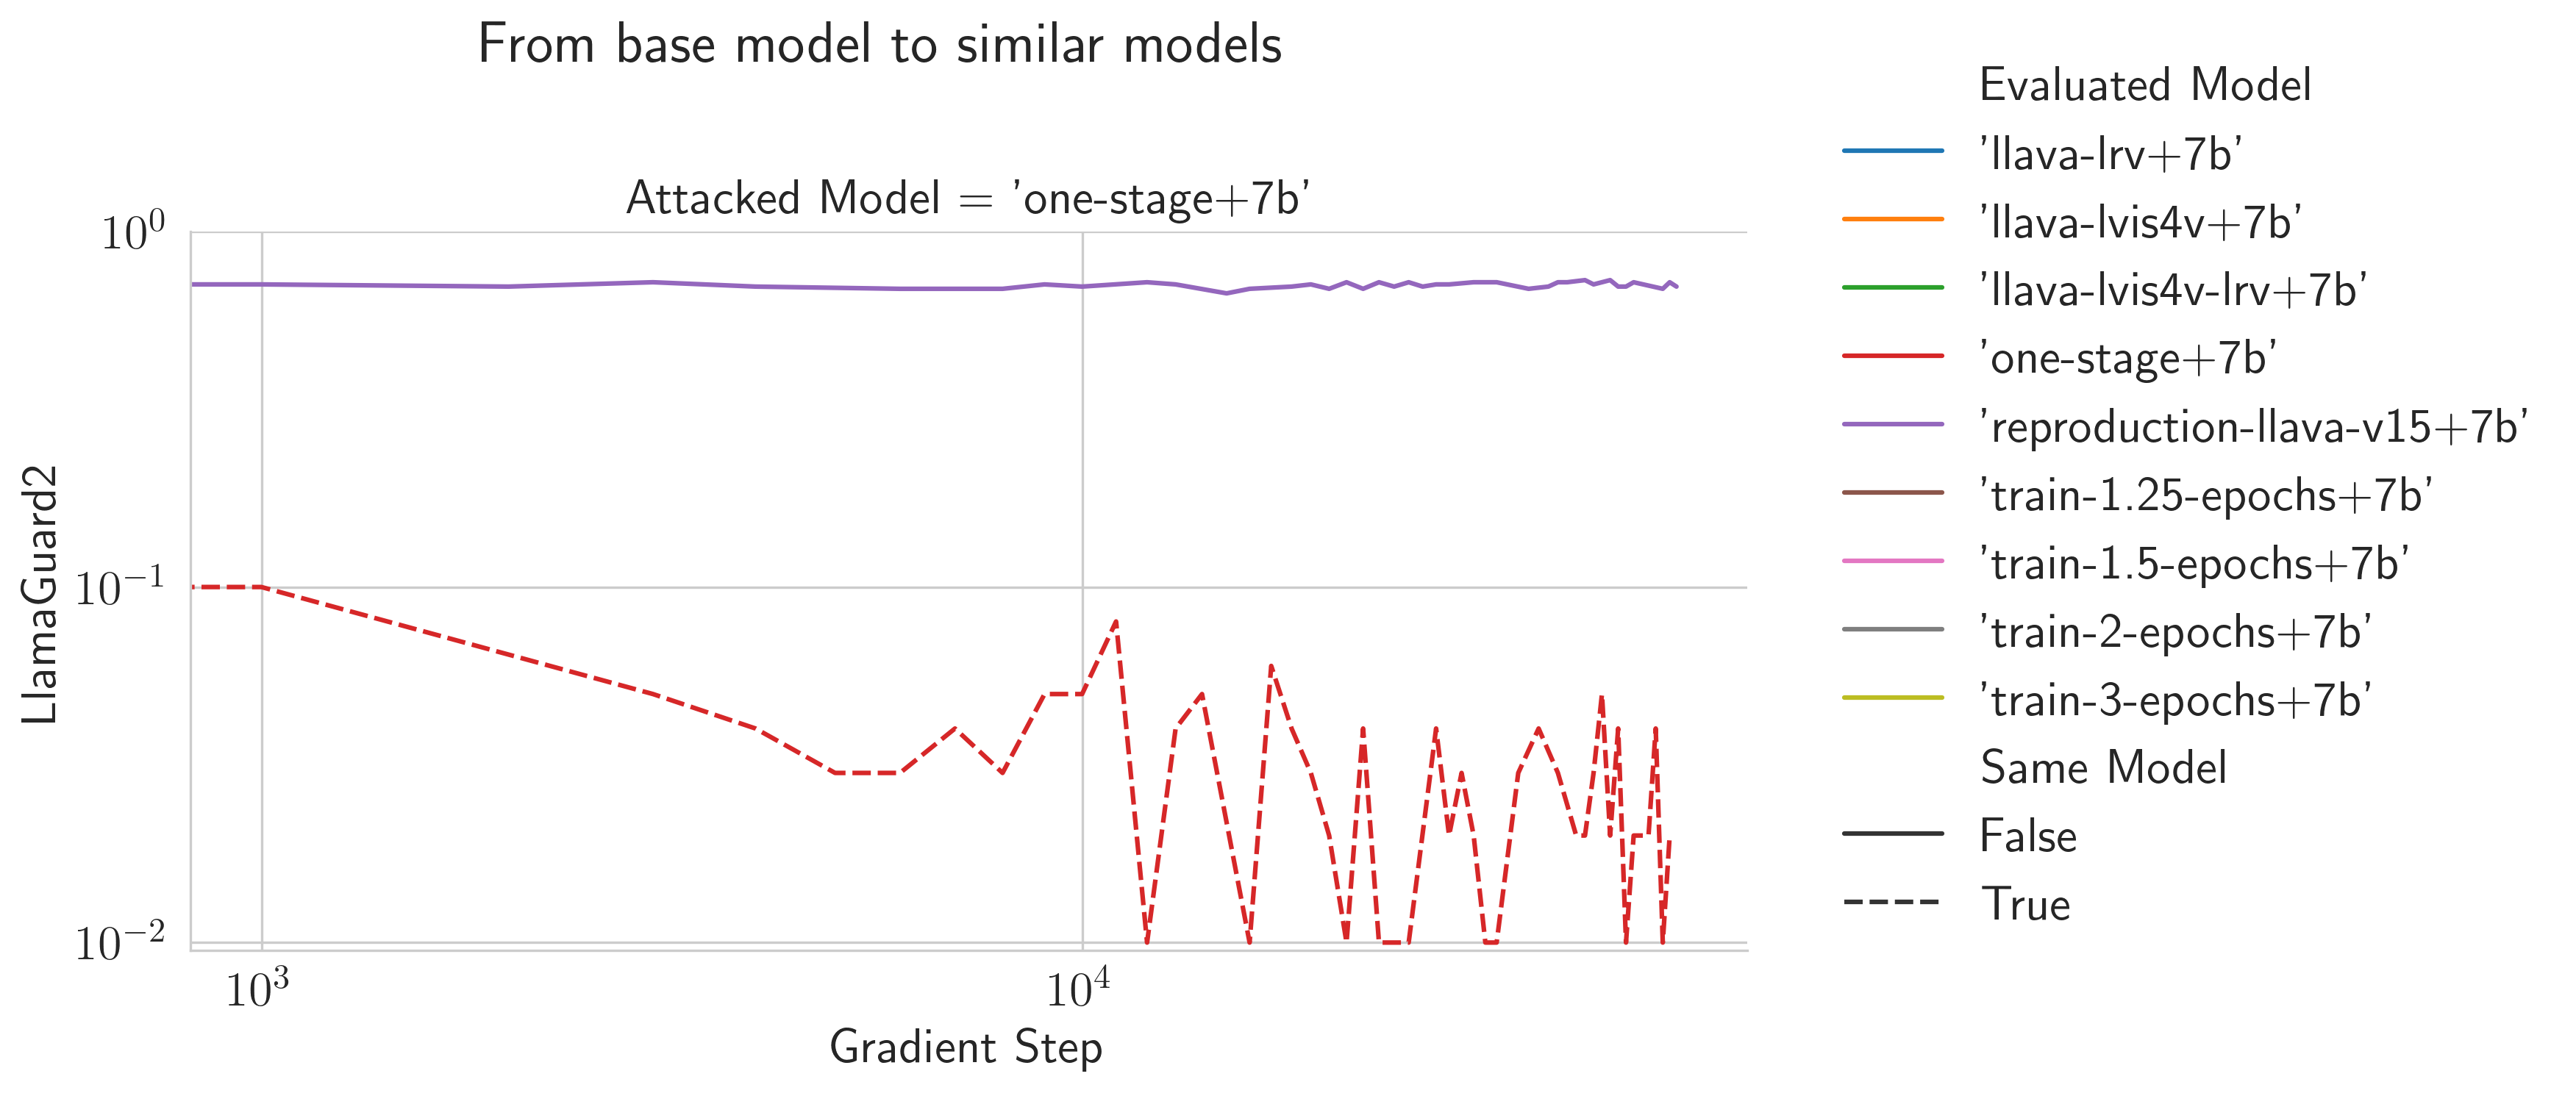 From base model to similar models
Attacked Model = 'one-stage+7b'
10^0
10^-1
10^-2
LlamaGuard2
10^3
10^4
Gradient Step
Evaluated Model
'llava-lrv+7b'
'llava-lvis4v+7b'
'llava-lvis4v-lrv+7b'
'one-stage+7b'
'reproduction-llava-v15+7b'
'train-1.25-epochs+7b'
'train-1.5-epochs+7b'
'train-2-epochs+7b'
'train-3-epochs+7b'
Same Model
False
True